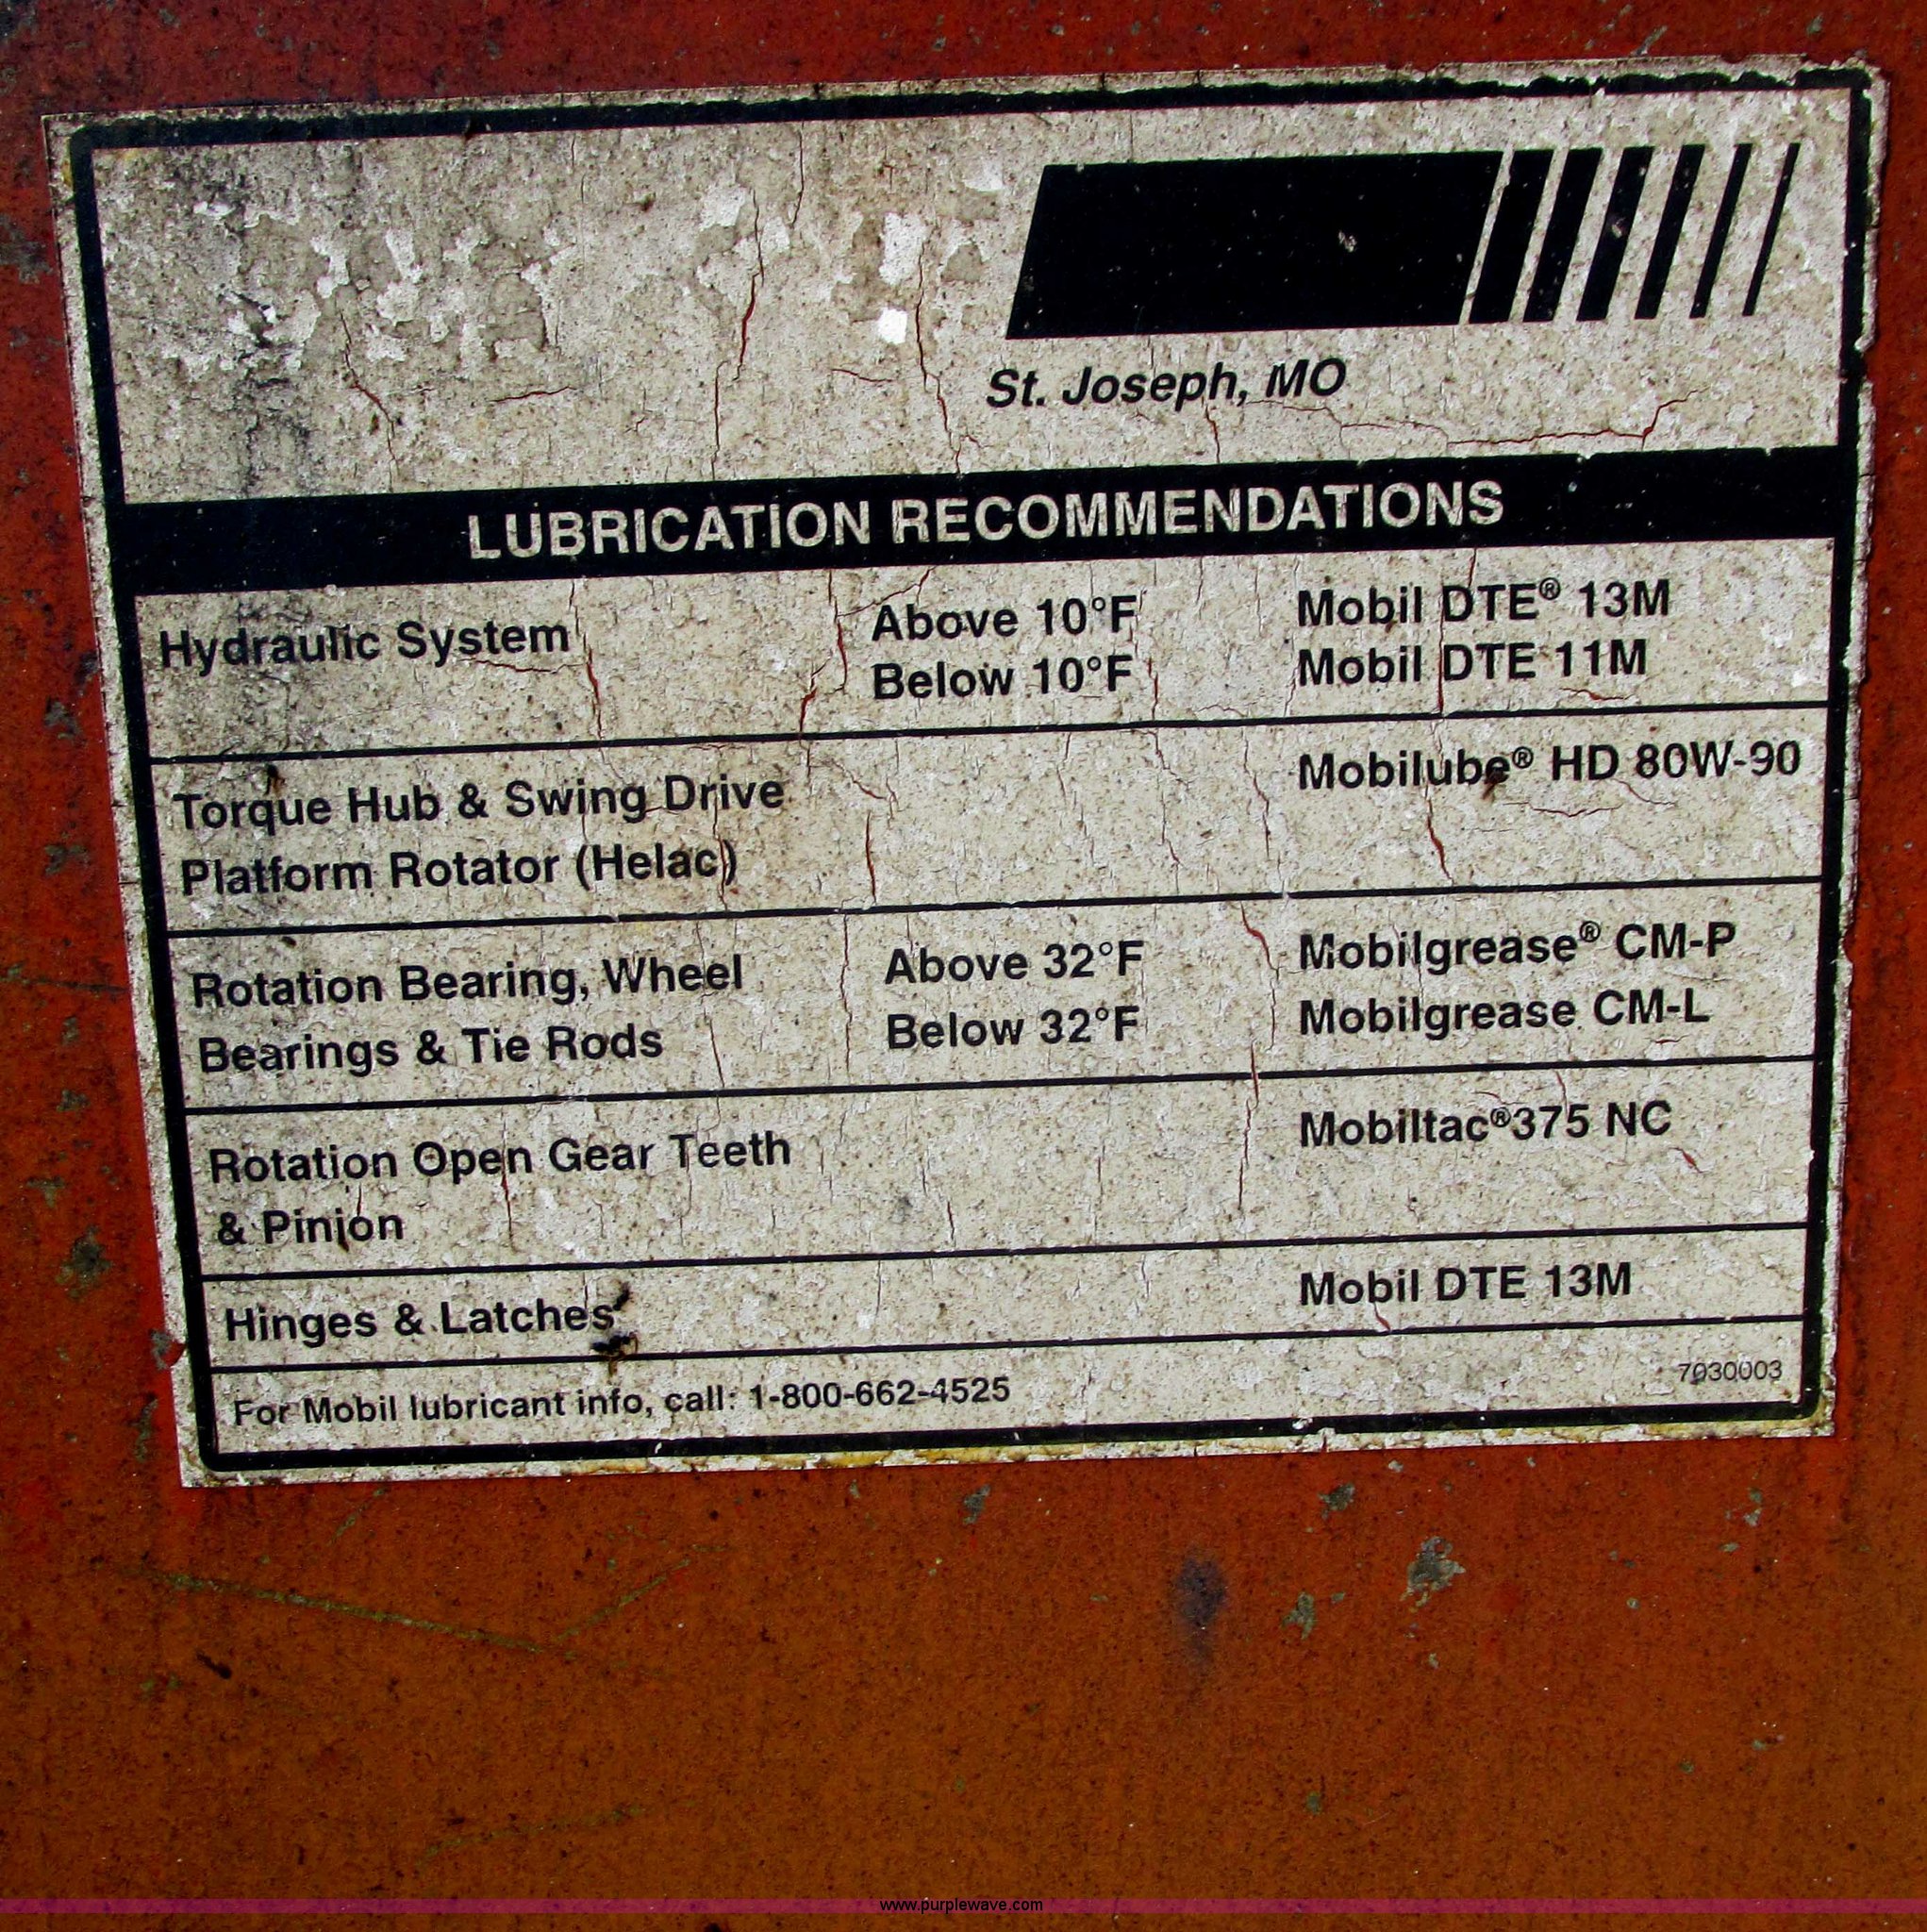 St. Joseph, MO
LUBRICATION RECOMMENDATIONS
Hydraulic System Above 10°F Mobil DTE® 13M
Below 10°F Mobil DTE 11M
Torque Hub & Swing Drive Mobilube® HD 80W-90
Platform Rotator (Helac)
Rotation Bearing, Wheel Above 32°F Mobilgrease® CM-P
Bearings & Tie Rods Below 32°F Mobilgrease CM-L
Rotation Open Gear Teeth Mobiltac®375 NC
& Pinion
Hinges & Latches Mobil DTE 13M
For Mobil lubricant info, call: 1-800-662-4525 7030003
www.purplewave.com